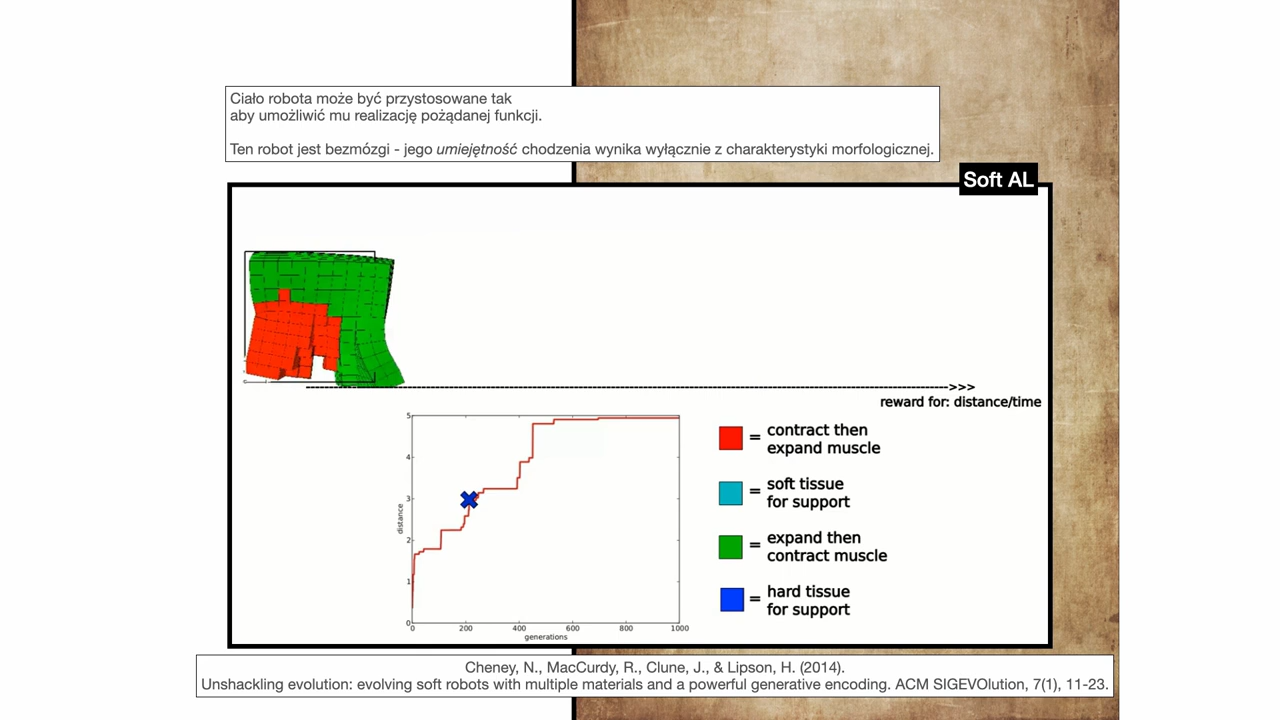 Ciało robota może być przystosowane tak
aby umożliwić mu realizację pożądanej funkcji.
Ten robot jest bezmózgi - jego umiejętność chodzenia wynika wyłącznie z charakterystyki morfologicznej.
Soft AL
--->>>
reward for: distance/time
5
4
3
2
1
0
distance
0 200 400 600 800 1000
generations
= contract then
expand muscle
= soft tissue
for support
= expand then
contract muscle
= hard tissue
for support
Cheney, N., MacCurdy, R., Clune, J., & Lipson, H. (2014).
Unshackling evolution: evolving soft robots with multiple materials and a powerful generative encoding. ACM SIGEVOlution, 7(1), 11-23.